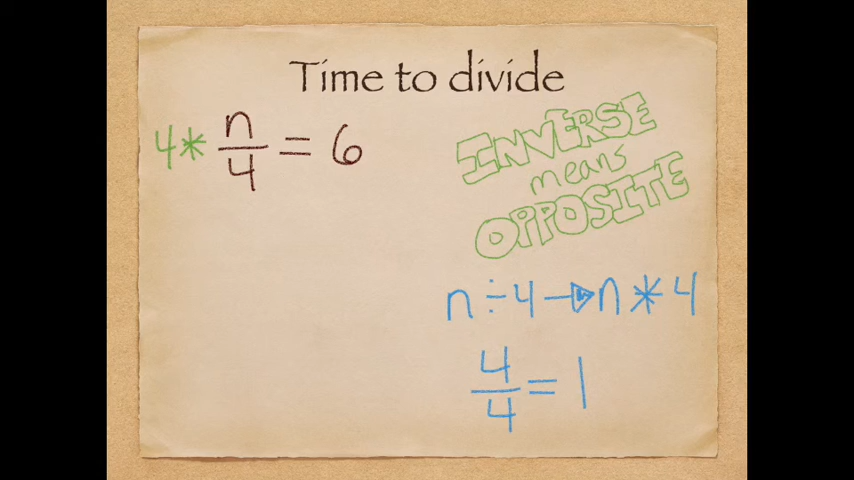 Time to divide
4* n/4 = 6
INVERSE
means
OPPOSITE
n ÷ 4 → n * 4
4/4 = 1